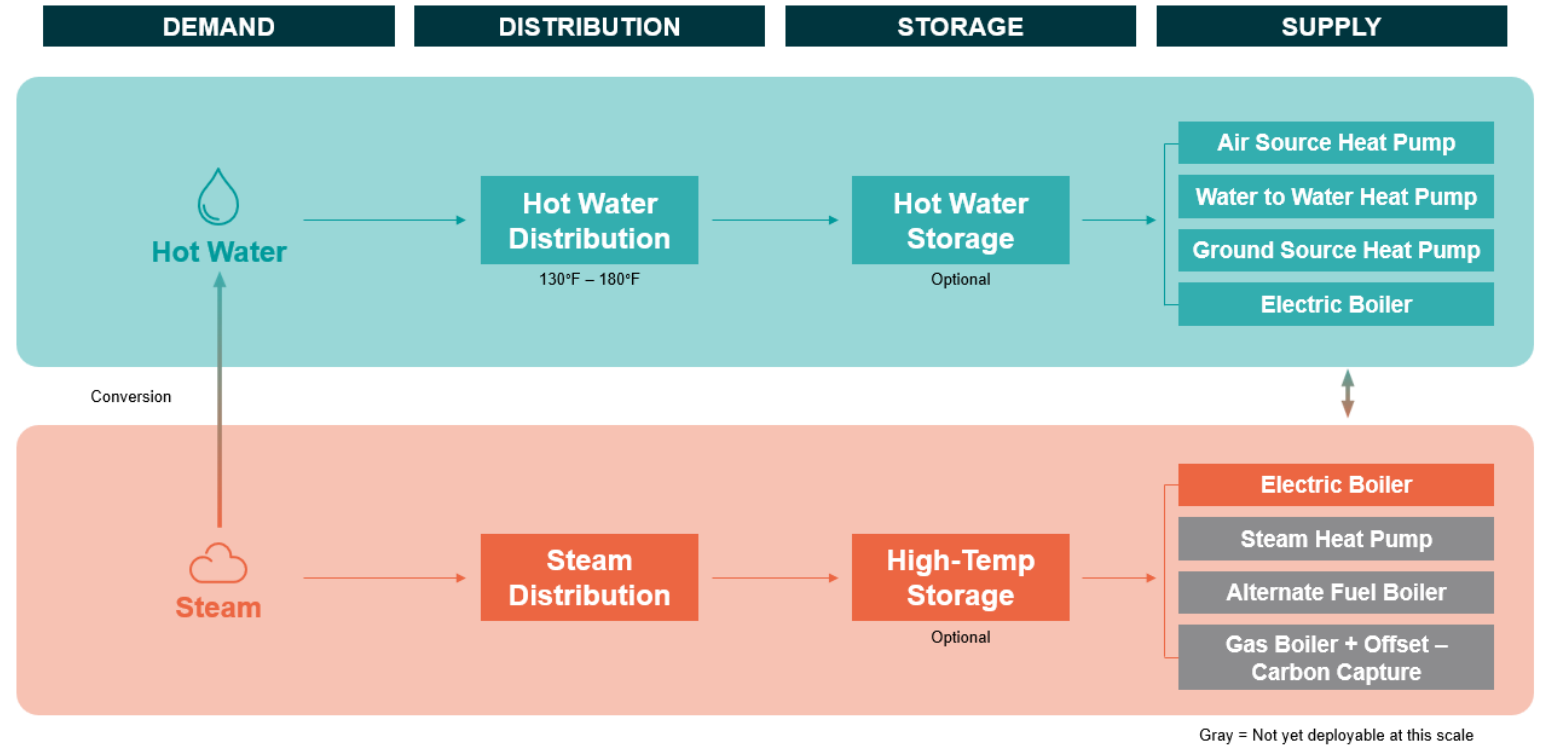 DEMAND
DISTRIBUTION
STORAGE
SUPPLY
Hot Water
Hot Water
Distribution
130°F – 180°F
Hot Water
Storage
Optional
Air Source Heat Pump
Water to Water Heat Pump
Ground Source Heat Pump
Electric Boiler
Conversion
Steam
Steam
Distribution
High-Temp
Storage
Optional
Electric Boiler
Steam Heat Pump
Alternate Fuel Boiler
Gas Boiler + Offset –
Carbon Capture
Gray = Not yet deployable at this scale